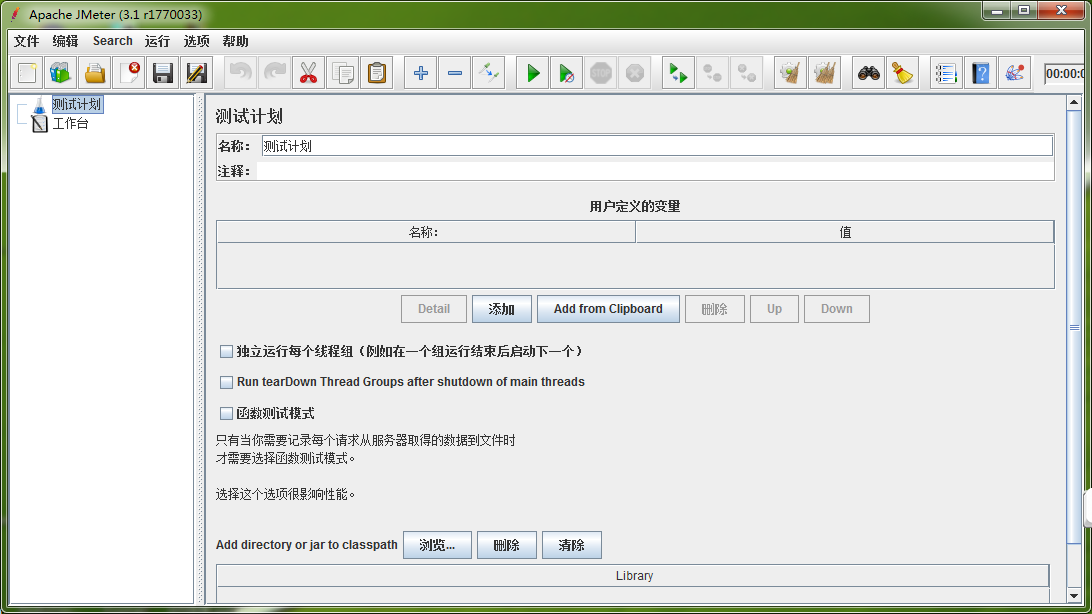 Apache JMeter (3.1 r1770033)
文件 编辑 Search 运行 选项 帮助
STOP
00:00:0
测试计划
工作台
测试计划
名称： 测试计划
注释：
用户定义的变量
名称: 值
Detail 添加 Add from Clipboard 删除 Up Down
独立运行每个线程组（例如在一个组运行结束后启动下一个）
Run tearDown Thread Groups after shutdown of main threads
函数测试模式
只有当你需要记录每个请求从服务器取得的数据到文件时
才需要选择函数测试模式。
选择这个选项很影响性能。
Add directory or jar to classpath 浏览... 删除 清除
Library